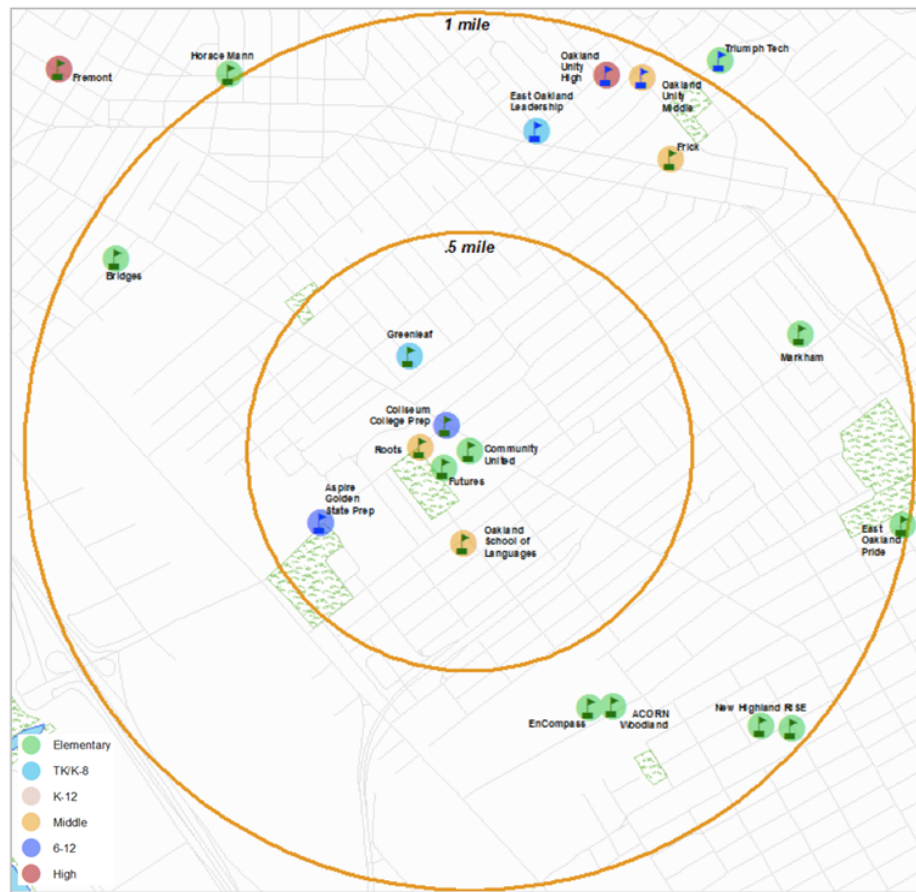 1 mile
Horace Mann
Fremont
Oakland
Unity
High
Triumph Tech
Oakland
Unity
Middle
East Oakland
Leadership
Frick
.5 mile
Bridges
Greenleaf
Markham
Coliseum
College Prep
Roots
Community
United
Futures
Aspire
Golden
State Prep
Oakland
School of
Languages
East
Oakland
Pride
EnCompass
ACORN
Woodland
New Highland RISE
Elementary
TK/K-8
K-12
Middle
6-12
High